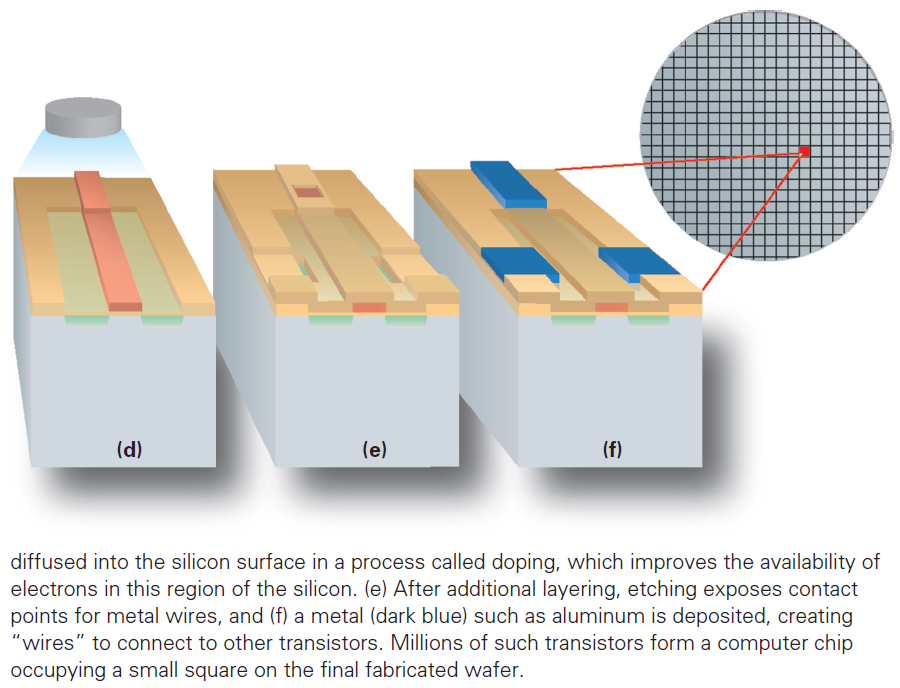 (d)
(e)
(f)
diffused into the silicon surface in a process called doping, which improves the availability of
electrons in this region of the silicon. (e) After additional layering, etching exposes contact
points for metal wires, and (f) a metal (dark blue) such as aluminum is deposited, creating
“wires” to connect to other transistors. Millions of such transistors form a computer chip
occupying a small square on the final fabricated wafer.